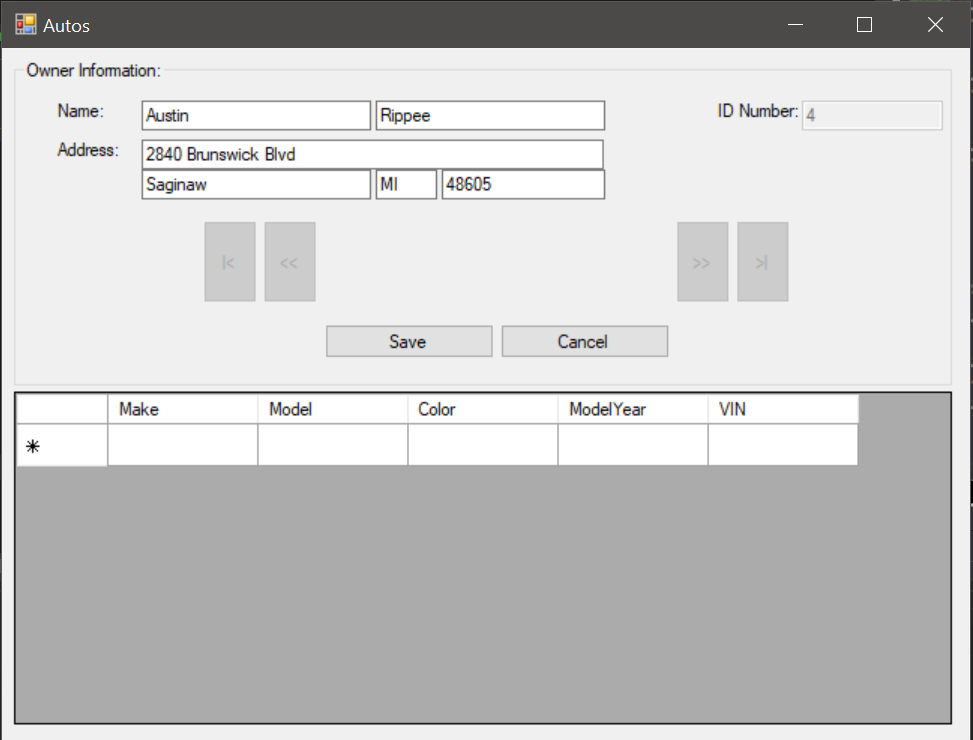 Autos
Owner Information:
Name: Austin Rippee ID Number: 4
Address: 2840 Brunswick Blvd
Saginaw MI 48605
|< << >> >|
Save Cancel
Make Model Color ModelYear VIN